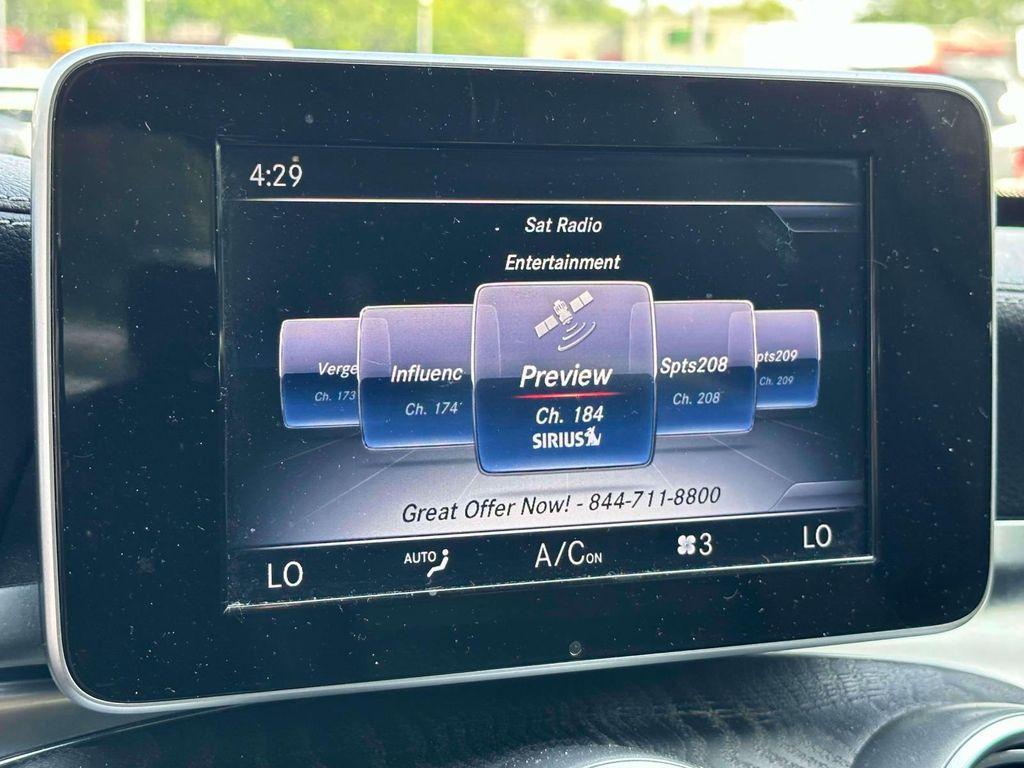 4:29
Sat Radio
Entertainment
Verge
Ch. 173
Influenc
Ch. 174
Preview
Ch. 184
SIRIUS
Spts208
Ch. 208
pts209
Ch. 209
Great Offer Now! - 844-711-8800
LO
AUTO
A/C ON
3
LO